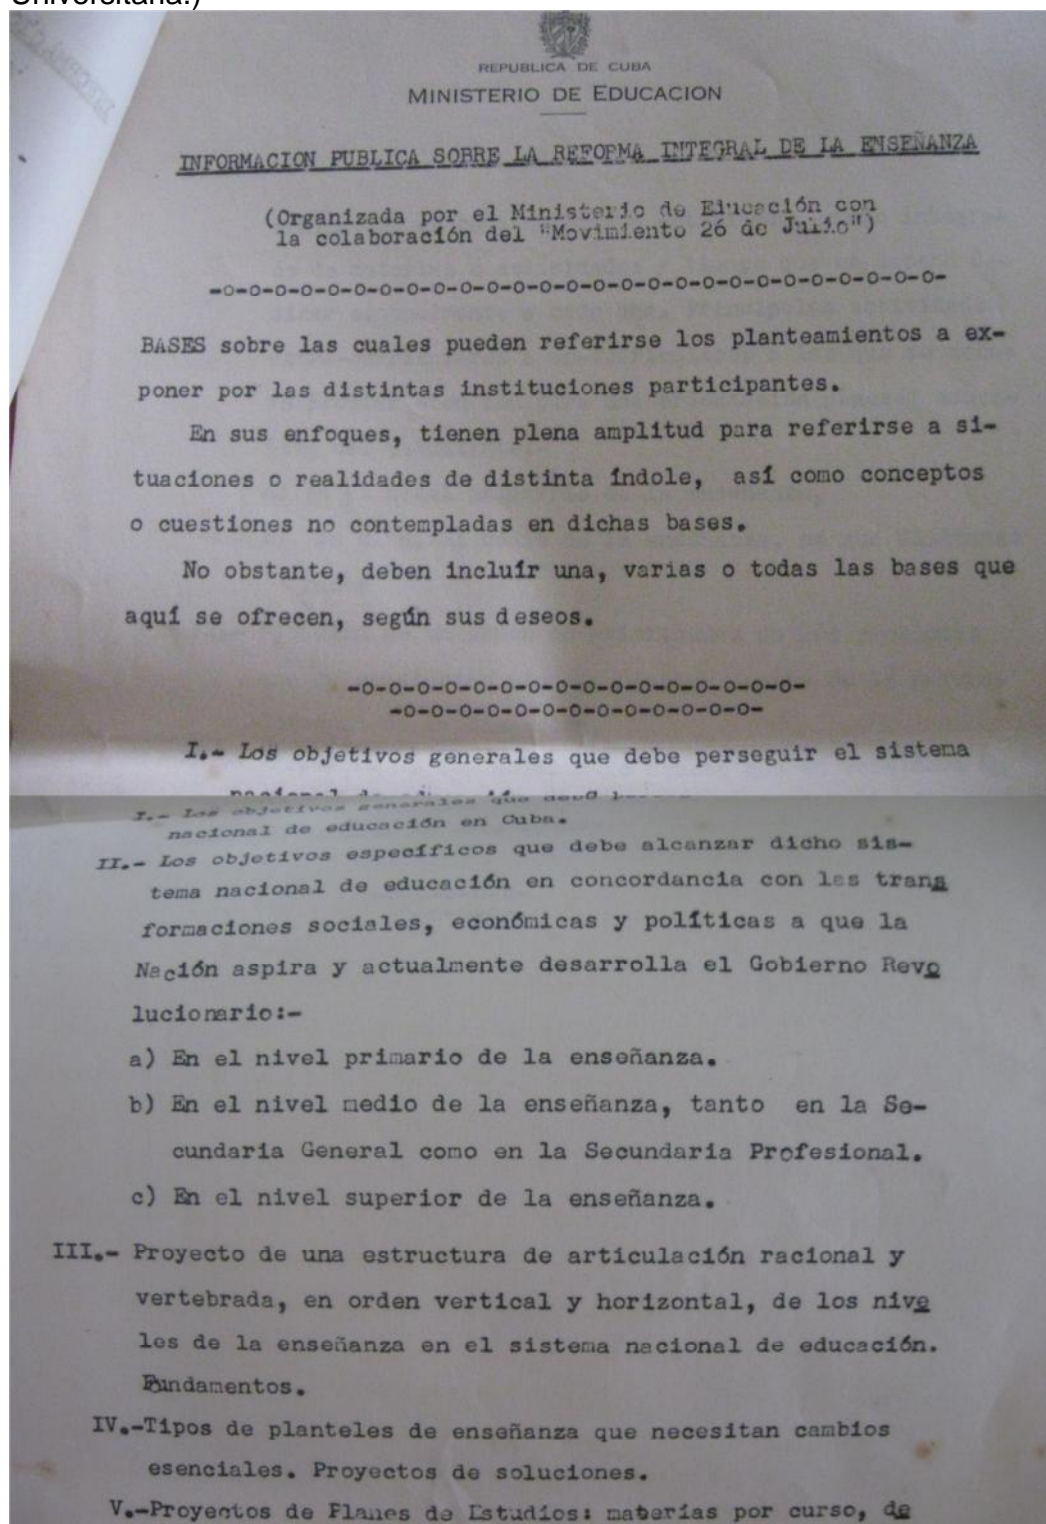 Universitaria.)
REPUBLICA DE CUBA
MINISTERIO DE EDUCACION
INFORMACION PUBLICA SOBRE LA REFORMA INTEGRAL DE LA ENSEÑANZA
(Organizada por el Ministerio de Educación con
la colaboración del "Movimiento 26 de Julio")
-o-o-o-o-o-o-o-o-o-o-o-o-o-o-o-o-o-o-o-o-o-o-o-o-o-o-o-
BASES sobre las cuales pueden referirse los planteamientos a ex-
poner por las distintas instituciones participantes.
En sus enfoques, tienen plena amplitud para referirse a si-
tuaciones o realidades de distinta índole, así como conceptos
o cuestiones no contempladas en dichas bases.
No obstante, deben incluír una, varias o todas las bases que
aquí se ofrecen, según sus deseos.
-o-o-o-o-o-o-o-o-o-o-o-o-o-o-o-o-
-o-o-o-o-o-o-o-o-o-o-o-o-o-
I.- Los objetivos generales que debe perseguir el sistema
nacional de
I.- Los objetivos generales que debe
nacional de educación en Cuba.
II.- Los objetivos específicos que debe alcanzar dicho sis-
tema nacional de educación en concordancia con las trans
formaciones sociales, económicas y políticas a que la
Nación aspira y actualmente desarrolla el Gobierno Revo
lucionario:-
a) En el nivel primario de la enseñanza.
b) En el nivel medio de la enseñanza, tanto en la Se-
cundaria General como en la Secundaria Profesional.
c) En el nivel superior de la enseñanza.
III.- Proyecto de una estructura de articulación racional y
vertebrada, en orden vertical y horizontal, de los nive
les de la enseñanza en el sistema nacional de educación.
Fundamentos.
IV.-Tipos de planteles de enseñanza que necesitan cambios
esenciales. Proyectos de soluciones.
V.-Proyectos de Planes de Estudios: materias por curso, de